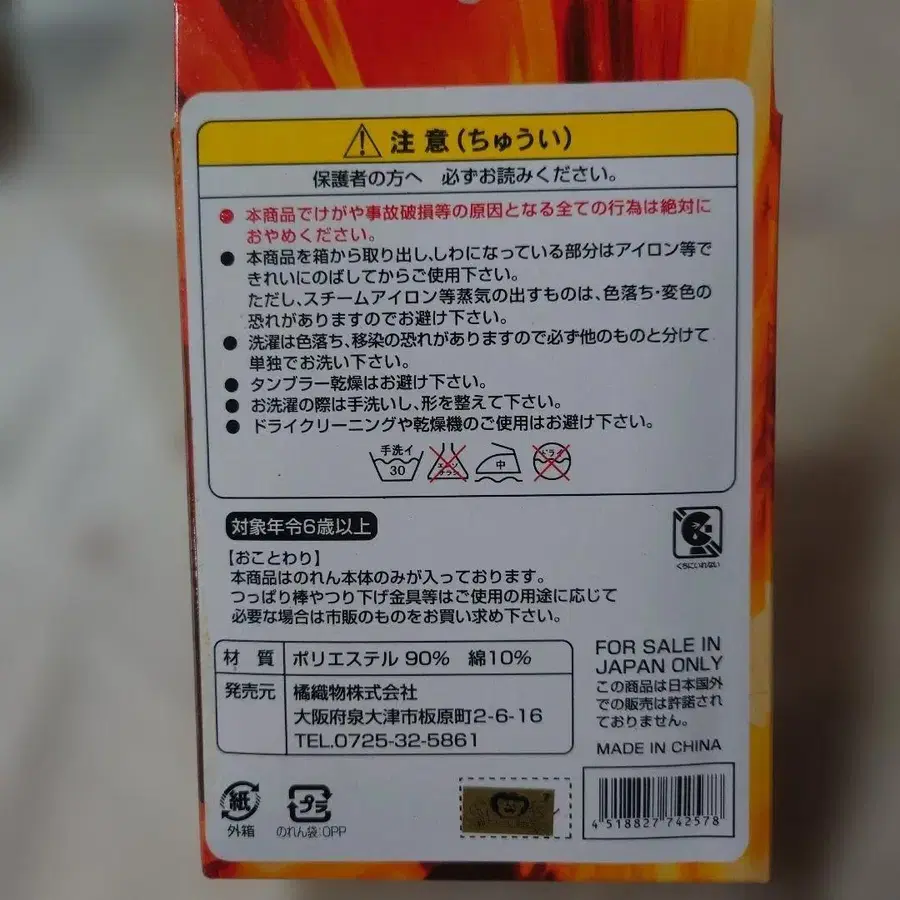 注意(ちゅうい)
保護者の方へ 必ずお読みください。
● 本商品でけがや事故破損等の原因となる全ての行為は絶対に
おやめください。
● 本商品を箱から取り出し、しわになっている部分はアイロン等で
きれいにのばしてからご使用下さい。
ただし、スチームアイロン等蒸気の出すものは、色落ち・変色の
恐れがありますのでお避け下さい。
● 洗濯は色落ち、移染の恐れがありますので必ず他のものと分けて
単独でお洗い下さい。
● タンブラー乾燥はお避け下さい。
● お洗濯の際は手洗いし、形を整えて下さい。
● ドライクリーニングや乾燥機のご使用はお避け下さい。
手洗イ
30
エンソ
サラシ
中
ドライ
対象年令6歳以上
くちにいれない
【おことわり】
本商品はのれん本体のみが入っております。
つっぱり棒やつり下げ金具等はご使用の用途に応じて
必要な場合は市販のものをお買い求め下さい。
材 質 ポリエステル 90% 綿10%
発売元 橘織物株式会社
大阪府泉大津市板原町2-6-16
TEL.0725-32-5861
FOR SALE IN
JAPAN ONLY
この商品は日本国外
での販売は許諾され
ておりません。
MADE IN CHINA
紙
外箱
プラ
のれん袋:OPP
4 518827 742578